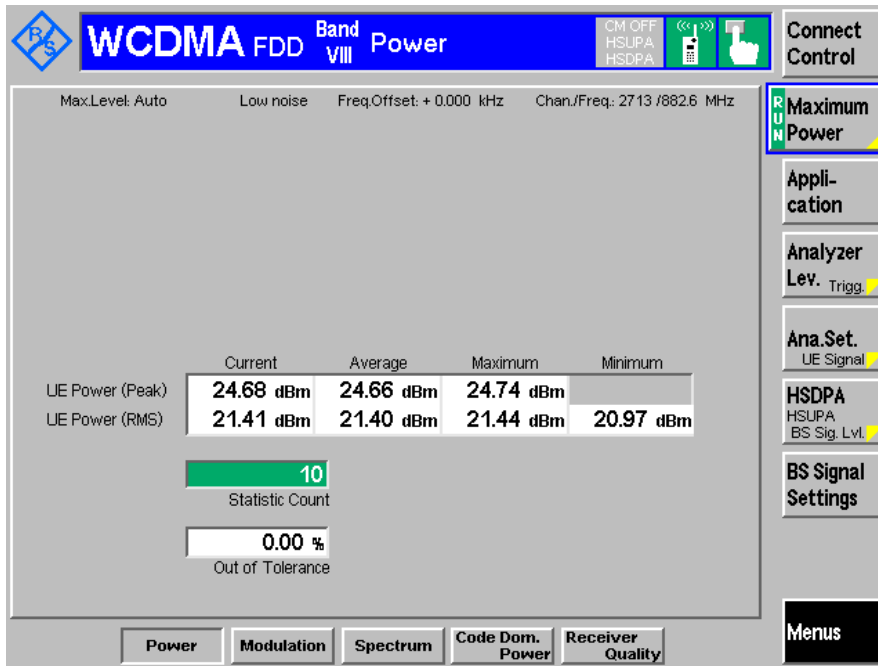 R/S
WCDMA FDD Band VIII Power
CM OFF
HSUPA
HSDPA
Connect
Control
Max.Level: Auto Low noise Freq.Offset: + 0.000 kHz Chan./Freq.: 2713 /882.6 MHz
RUN
Maximum
Power
Appli-
cation
Analyzer
Lev. Trigg.
Ana.Set.
UE Signal
HSDPA
HSUPA
BS Sig. Lvl.
BS Signal
Settings
Current Average Maximum Minimum
UE Power (Peak) 24.68 dBm 24.66 dBm 24.74 dBm
UE Power (RMS) 21.41 dBm 21.40 dBm 21.44 dBm 20.97 dBm
10
Statistic Count
0.00 %
Out of Tolerance
Power Modulation Spectrum Code Dom. Power Receiver Quality
Menus